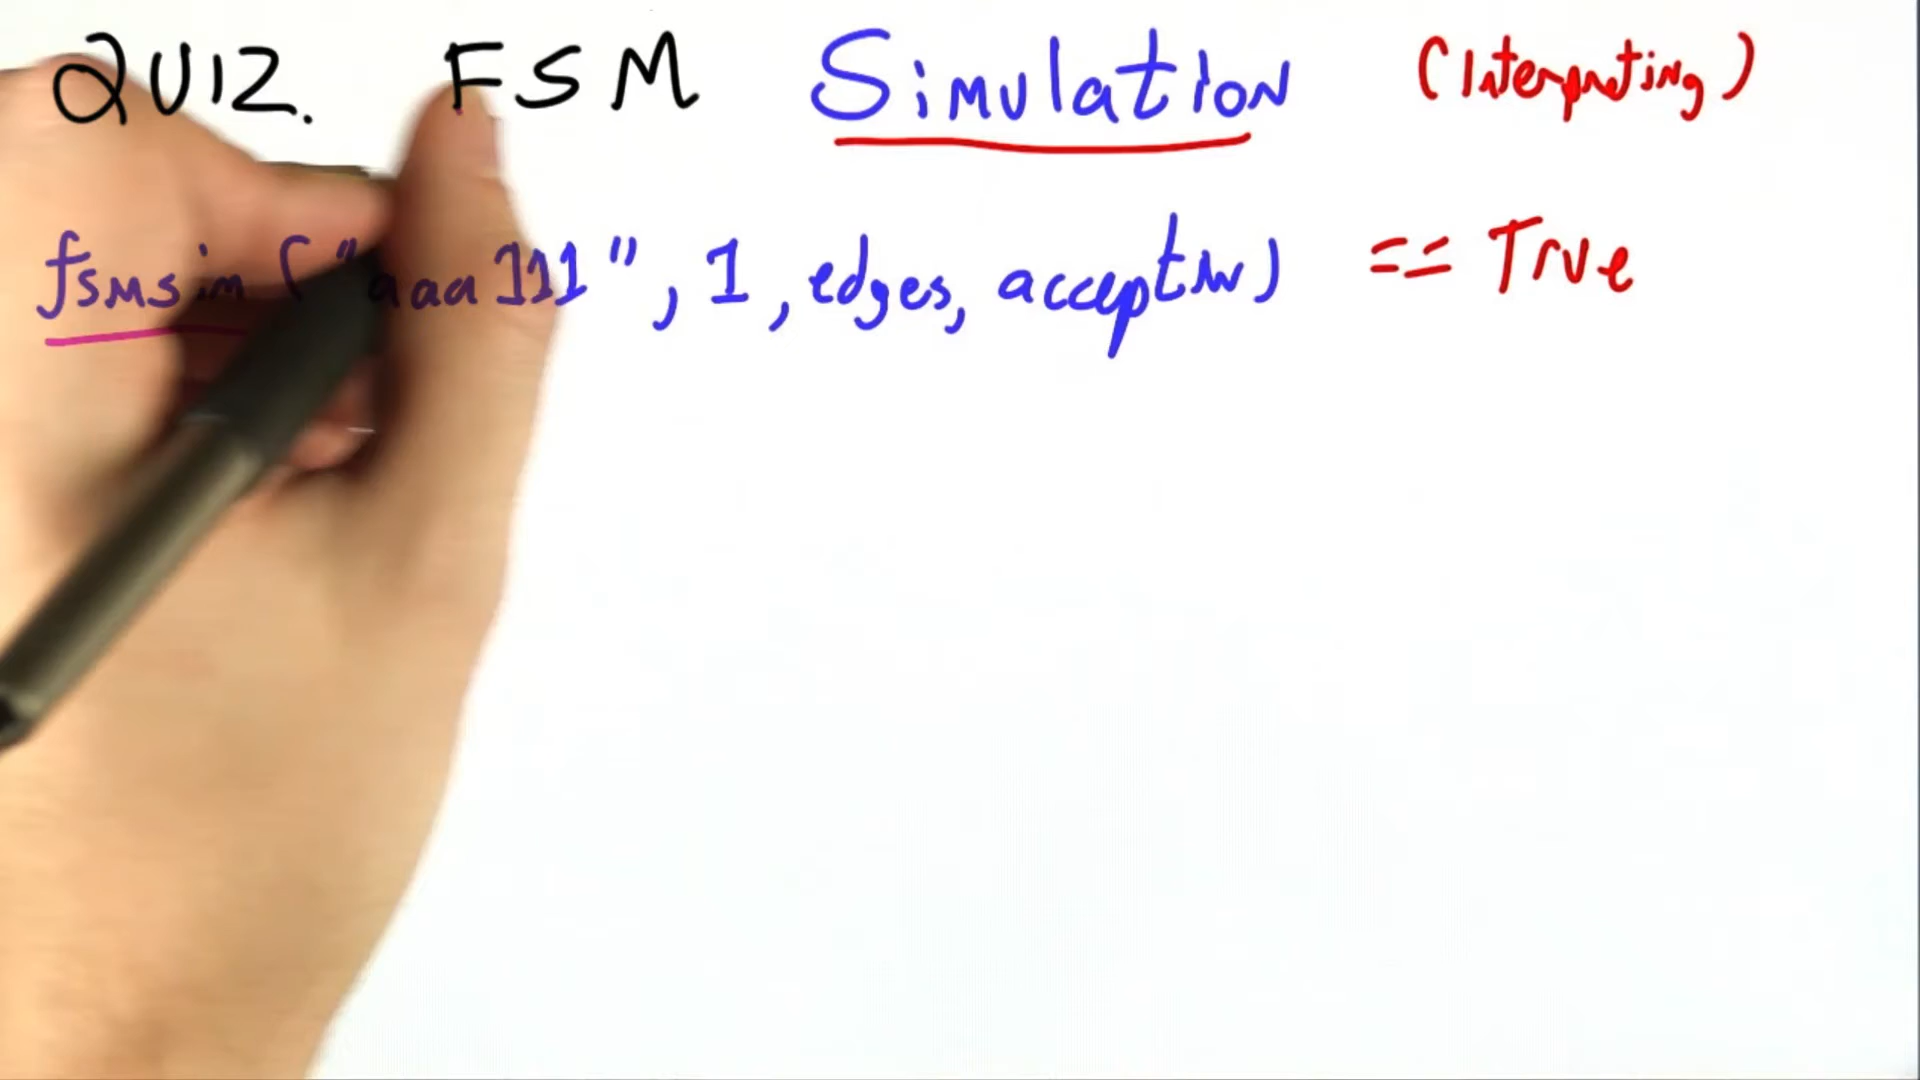 QUIZ. FSM Simulation (Interpreting)
fsmsim ("aaa111", 1, edges, accepting) == True